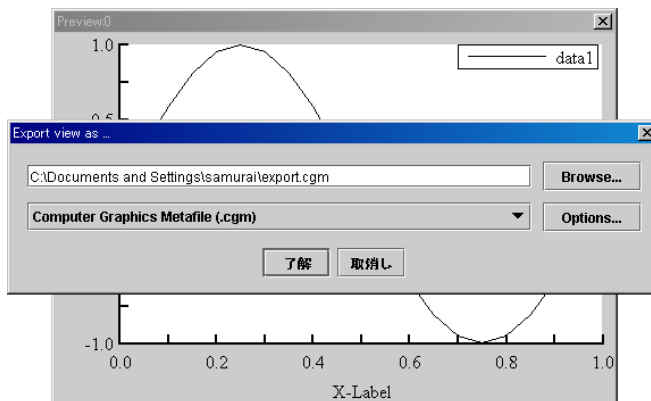 Preview:0
1.0
data1
0.5
Export view as ...
C:\Documents and Settings\samurai\export.cgm
Browse...
Computer Graphics Metafile (.cgm)
Options...
了解
取消し
-1.0
0.0 0.2 0.4 0.6 0.8 1.0
X-Label